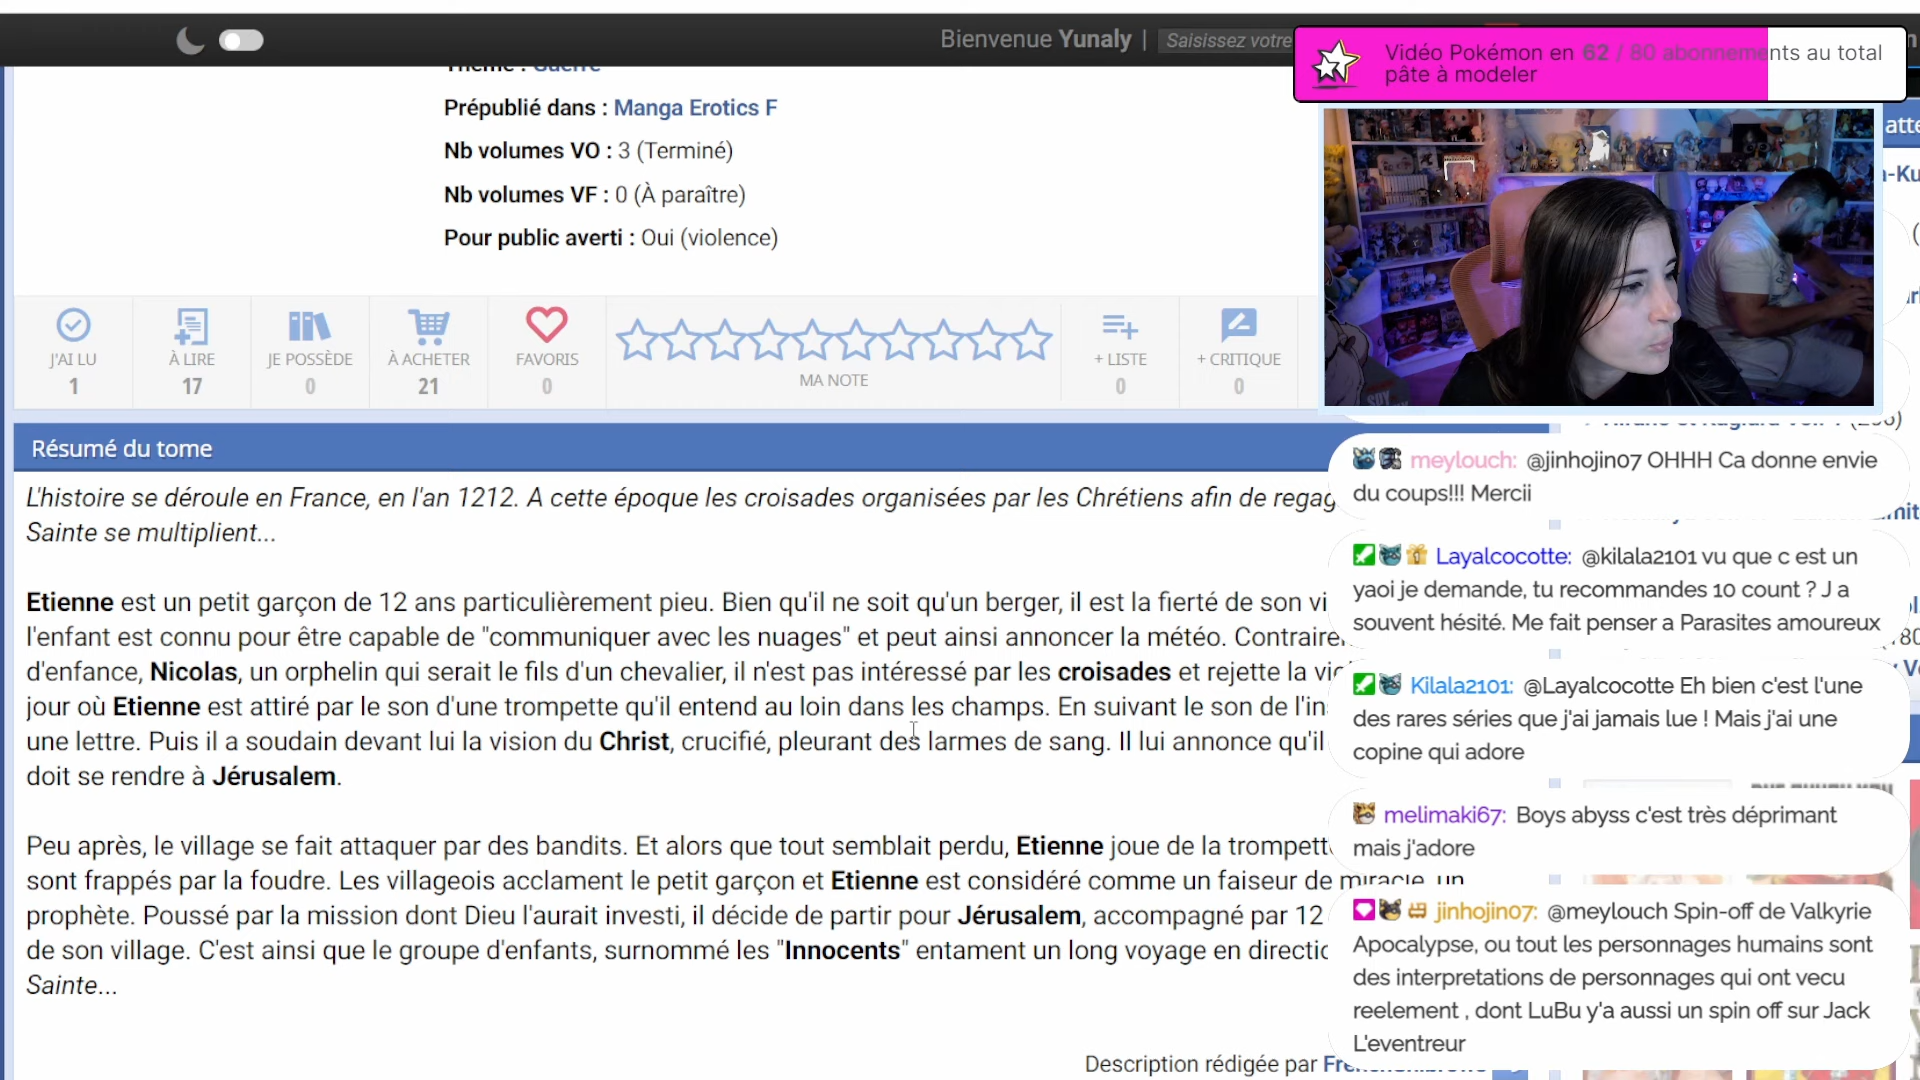 Bienvenue Yunaly | Saisissez votre
Vidéo Pokémon en 62 / 80 abonnements au total
pâte à modeler
Thème : Guerre
Prépublié dans : Manga Erotics F
Nb volumes VO : 3 (Terminé)
Nb volumes VF : 0 (À paraître)
Pour public averti : Oui (violence)
J'AI LU
1
À LIRE
17
JE POSSÈDE
0
À ACHETER
21
FAVORIS
0
MA NOTE
+ LISTE
0
+ CRITIQUE
0
Résumé du tome
L'histoire se déroule en France, en l'an 1212. A cette époque les croisades organisées par les Chrétiens afin de
Sainte se multiplient...
Etienne est un petit garçon de 12 ans particulièrement pieu. Bien qu'il ne soit qu'un berger, il est la fierté de son
l'enfant est connu pour être capable de "communiquer avec les nuages" et peut ainsi annoncer la météo.
d'enfance, Nicolas, un orphelin qui serait le fils d'un chevalier, il n'est pas intéressé par les croisades et rejette la
jour où Etienne est attiré par le son d'une trompette qu'il entend au loin dans les champs. En suivant le son de
une lettre. Puis il a soudain devant lui la vision du Christ, crucifié, pleurant des larmes de sang. Il lui annonce qu'il
doit se rendre à Jérusalem.
Peu après, le village se fait attaquer par des bandits. Et alors que tout semblait perdu, Etienne joue de la trompette
sont frappés par la foudre. Les villageois acclament le petit garçon et Etienne est considéré comme un faiseur de miracle, un
prophète. Poussé par la mission dont Dieu l'aurait investi, il décide de partir pour Jérusalem, accompagné par 12
de son village. C'est ainsi que le groupe d'enfants, surnommé les "Innocents" entament un long voyage en
Sainte...
Description rédigée par
meylouch: @jinhojin07 OHHH Ca donne envie
du coups!!! Mercii
Layalcocotte: @kilala2101 vu que c est un
yaoi je demande, tu recommandes 10 count ? J a
souvent hésité. Me fait penser a Parasites amoureux
Kilala2101: @Layalcocotte Eh bien c'est l'une
des rares séries que j'ai jamais lue ! Mais j'ai une
copine qui adore
melimaki67: Boys abyss c'est très déprimant
mais j'adore
jinhojin07: @meylouch Spin-off de Valkyrie
Apocalypse, ou tout les personnages humains sont
des interpretations de personnages qui ont vecu
reelement , dont LuBu y'a aussi un spin off sur Jack
L'eventreur